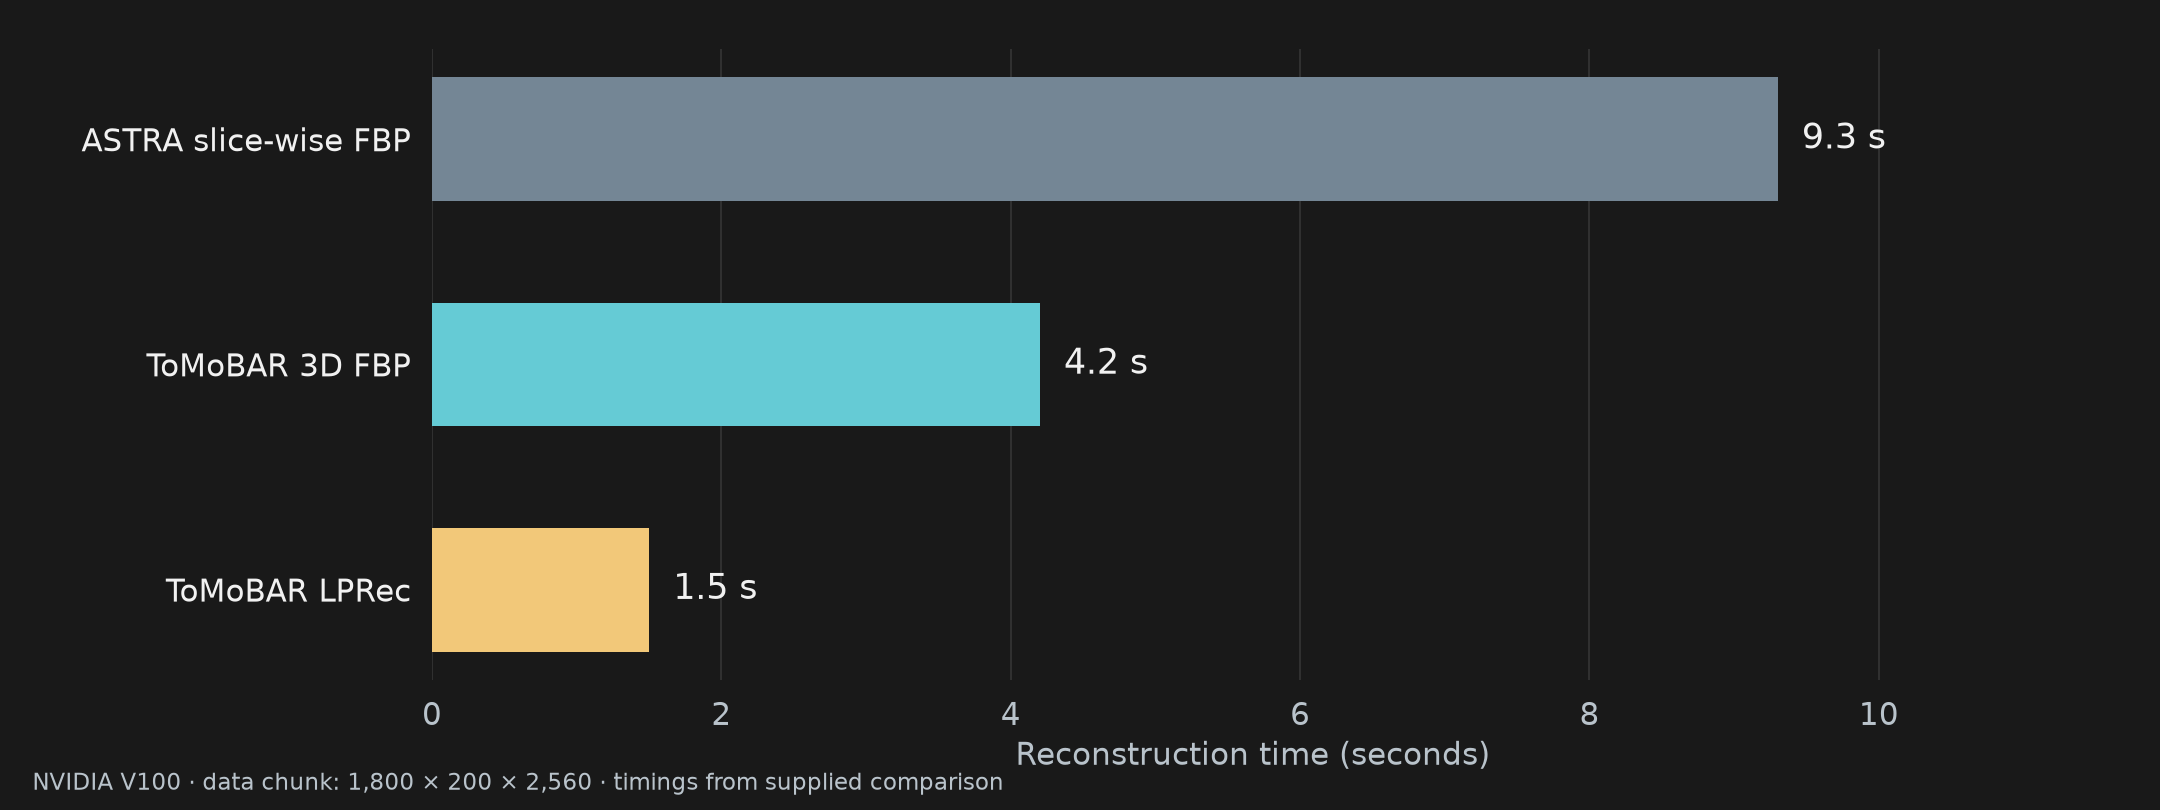 ASTRA slice-wise FBP
9.3 s
ToMoBAR 3D FBP
4.2 s
ToMoBAR LPRec
1.5 s
0 2 4 6 8 10
Reconstruction time (seconds)
NVIDIA V100 · data chunk: 1,800 × 200 × 2,560 · timings from supplied comparison